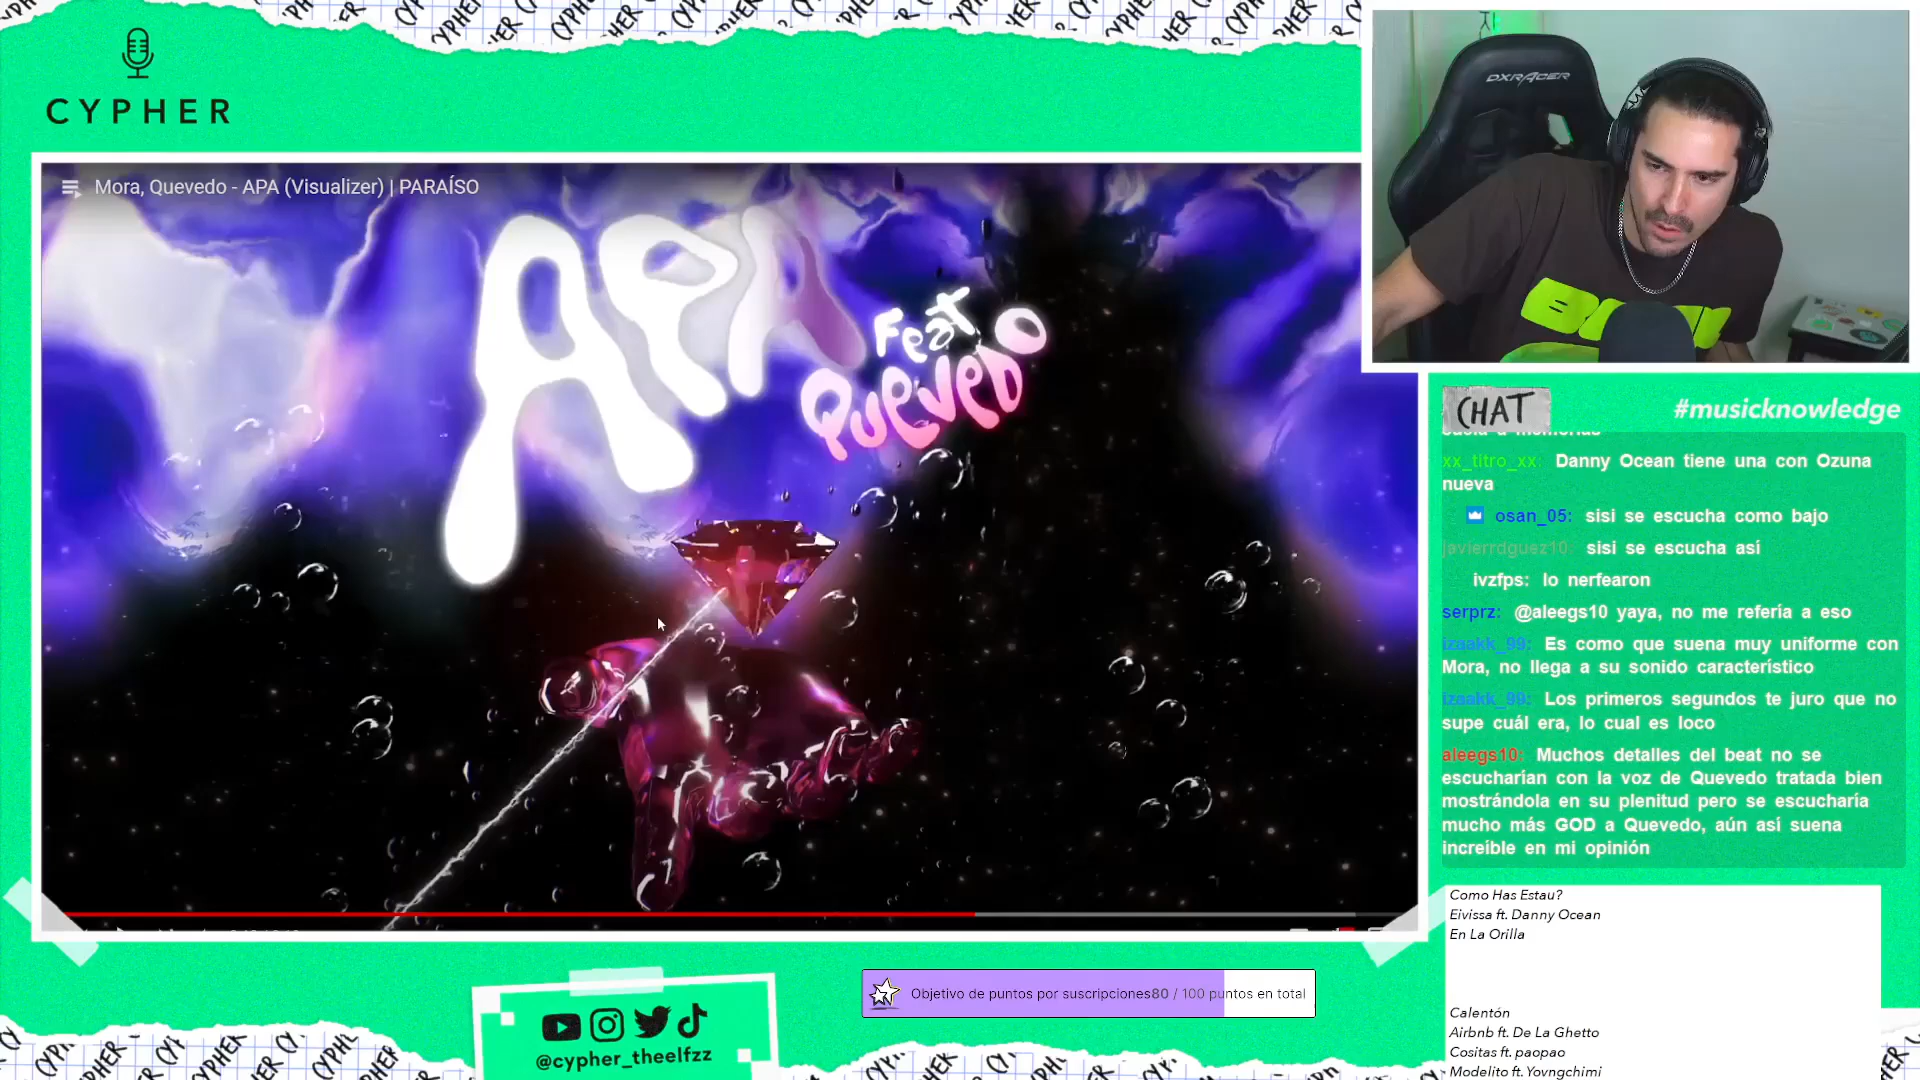 CYPHER
DXRACER
Mora, Quevedo - APA (Visualizer) | PARAÍSO
APA
Feat
Quevedo
CHAT
#musicknowledge
xx_titro_xx: Danny Ocean tiene una con Ozuna
nueva
osan_05: sisi se escucha como bajo
javierrdguez10: sisi se escucha así
ivzfps: lo nerfearon
serprz: @aleegs10 yaya, no me refería a eso
izaakk_99: Es como que suena muy uniforme con
Mora, no llega a su sonido característico
izaakk_99: Los primeros segundos te juro que no
supe cuál era, lo cual es loco
aleegs10: Muchos detalles del beat no se
escucharían con la voz de Quevedo tratada bien
mostrándola en su plenitud pero se escucharía
mucho más GOD a Quevedo, aún así suena
increíble en mi opinión
Como Has Estau?
Eivissa ft. Danny Ocean
En La Orilla
Calentón
Airbnb ft. De La Ghetto
Cositas ft. paopao
Modelito ft. Yovngchimi
Objetivo de puntos por suscripciones80 / 100 puntos en total
@cypher_theelfzz